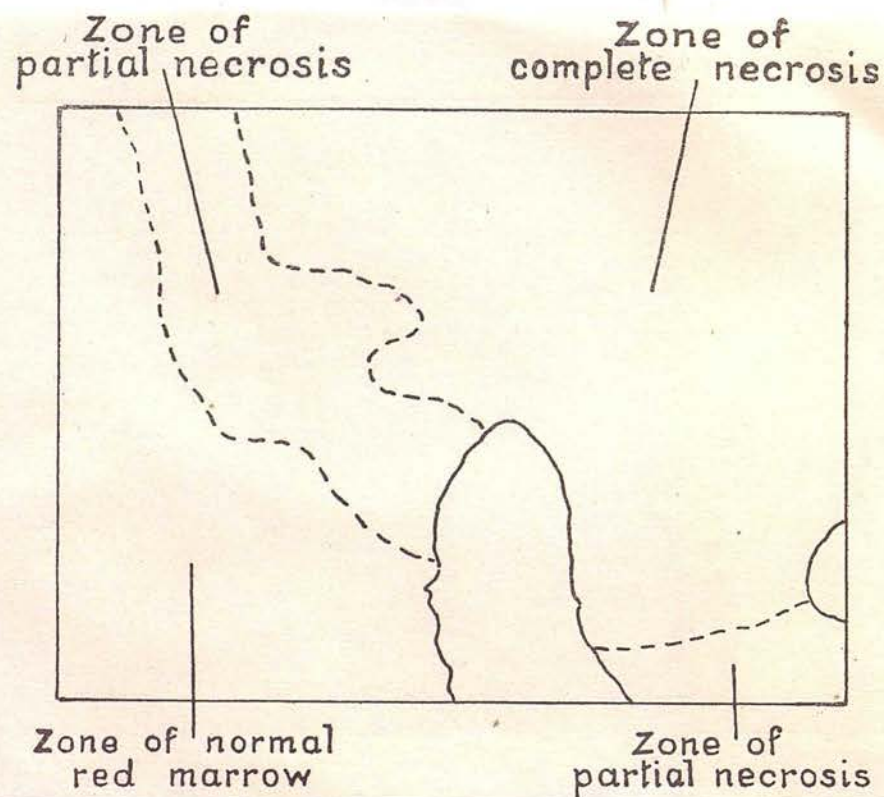 Zone of
partial necrosis
Zone of
complete necrosis
Zone of normal
red marrow
Zone of
partial necrosis